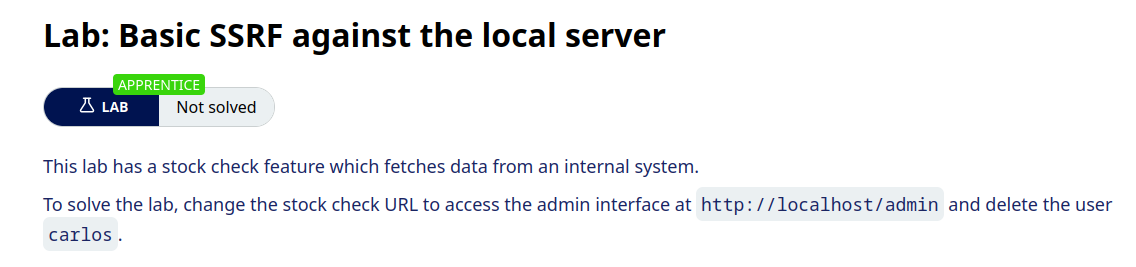 Lab: Basic SSRF against the local server
APPRENTICE
LAB Not solved
This lab has a stock check feature which fetches data from an internal system.
To solve the lab, change the stock check URL to access the admin interface at http://localhost/admin and delete the user
carlos.